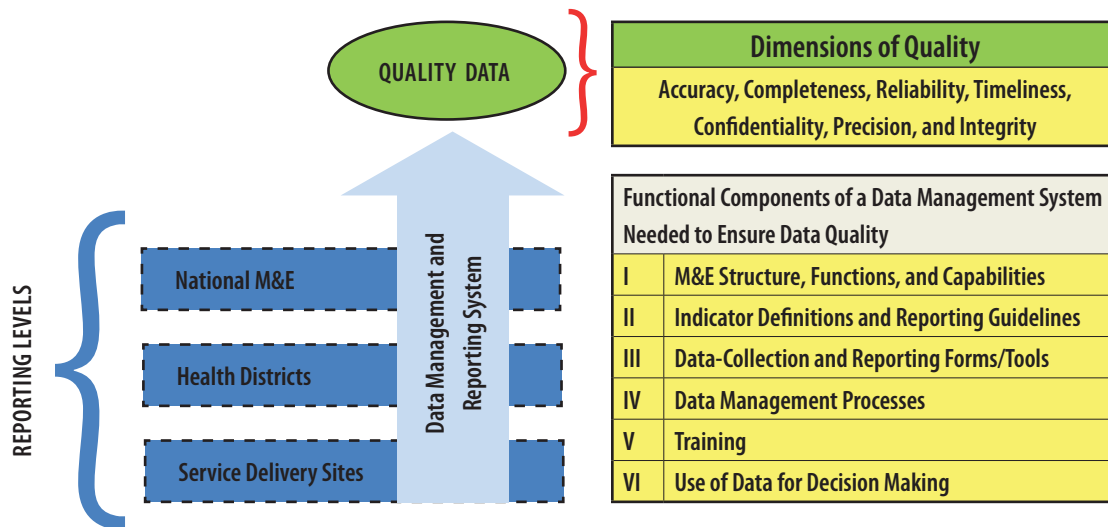 QUALITY DATA
Dimensions of Quality
Accuracy, Completeness, Reliability, Timeliness,
Confidentiality, Precision, and Integrity
REPORTING LEVELS
National M&E
Health Districts
Service Delivery Sites
Data Management and
Reporting System
Functional Components of a Data Management System
Needed to Ensure Data Quality
I M&E Structure, Functions, and Capabilities
II Indicator Definitions and Reporting Guidelines
III Data-Collection and Reporting Forms/Tools
IV Data Management Processes
V Training
VI Use of Data for Decision Making